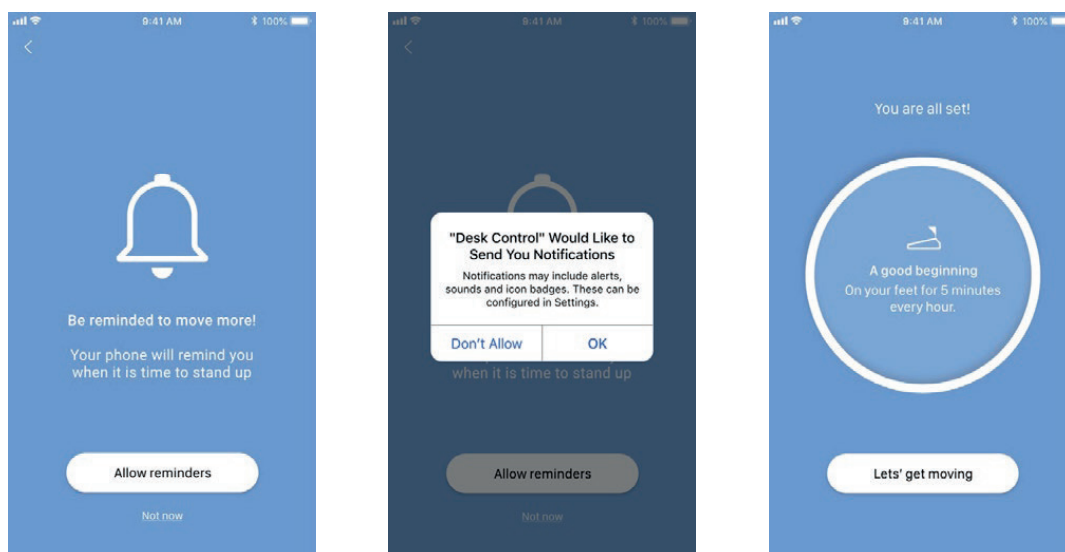 9:41 AM 100%
Be reminded to move more!
Your phone will remind you
when it is time to stand up
Allow reminders
Not now
9:41 AM 100%
"Desk Control" Would Like to
Send You Notifications
Notifications may include alerts,
sounds and icon badges. These can be
configured in Settings.
Don't Allow OK
when it is time to stand up
Allow reminders
Not now
9:41 AM 100%
You are all set!
A good beginning
On your feet for 5 minutes
every hour.
Lets' get moving